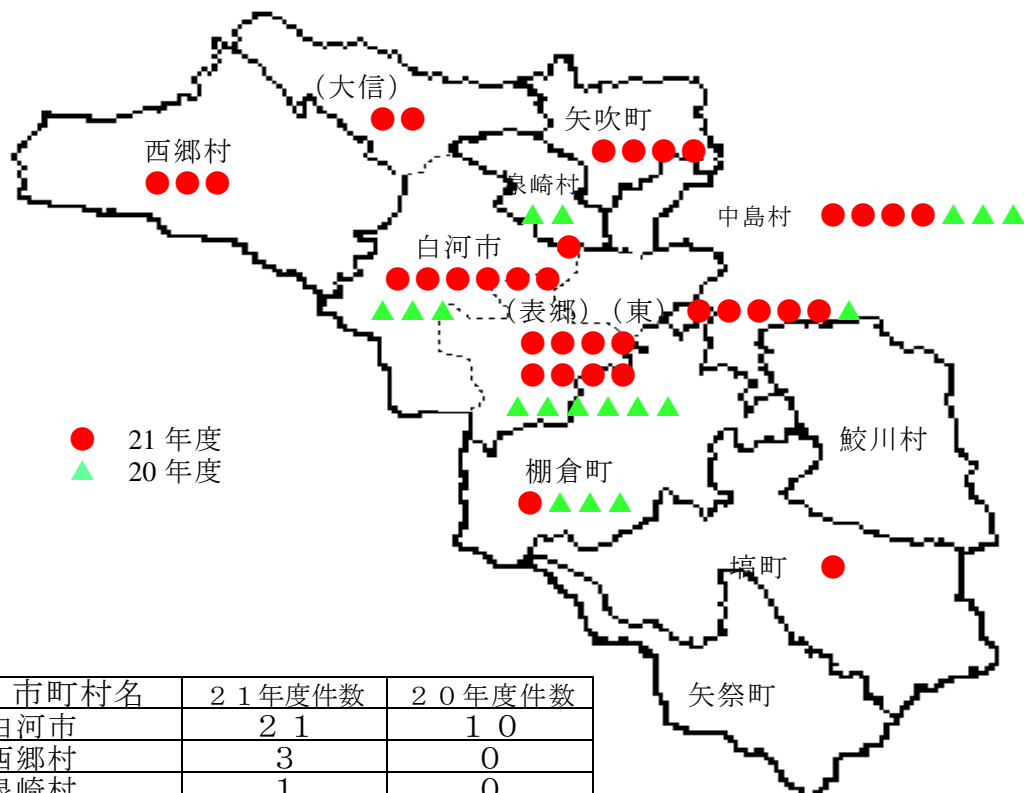 (大信)
矢吹町
西郷村
泉崎村
中島村
白河市
(表郷) (東)
21 年度
20 年度
鮫川村
棚倉町
塙町
矢祭町
市町村名 21年度件数 20年度件数
白河市 21 10
西郷村 3 0
泉崎村 1 0